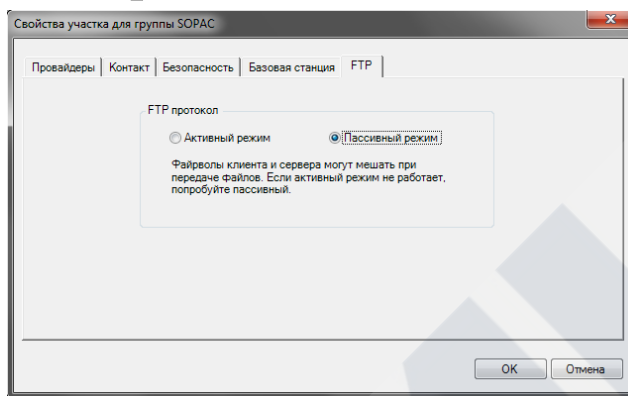 Свойства участка для группы SOPAC
Провайдеры Контакт Безопасность Базовая станция FTP
FTP протокол
Активный режим Пассивный режим
Файрволы клиента и сервера могут мешать при
передаче файлов. Если активный режим не работает,
попробуйте пассивный.
OK Отмена